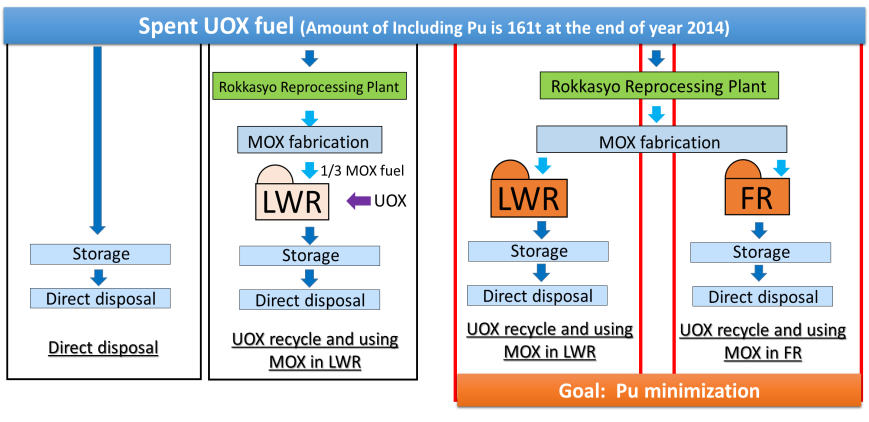 Spent UOX fuel (Amount of Including Pu is 161t at the end of year 2014)
Storage
Direct disposal
Direct disposal
Rokkasyo Reprocessing Plant
MOX fabrication
1/3 MOX fuel
LWR
UOX
Storage
Direct disposal
UOX recycle and using
MOX in LWR
Rokkasyo Reprocessing Plant
MOX fabrication
LWR
Storage
Direct disposal
UOX recycle and using
MOX in LWR
FR
Storage
Direct disposal
UOX recycle and using
MOX in FR
Goal: Pu minimization